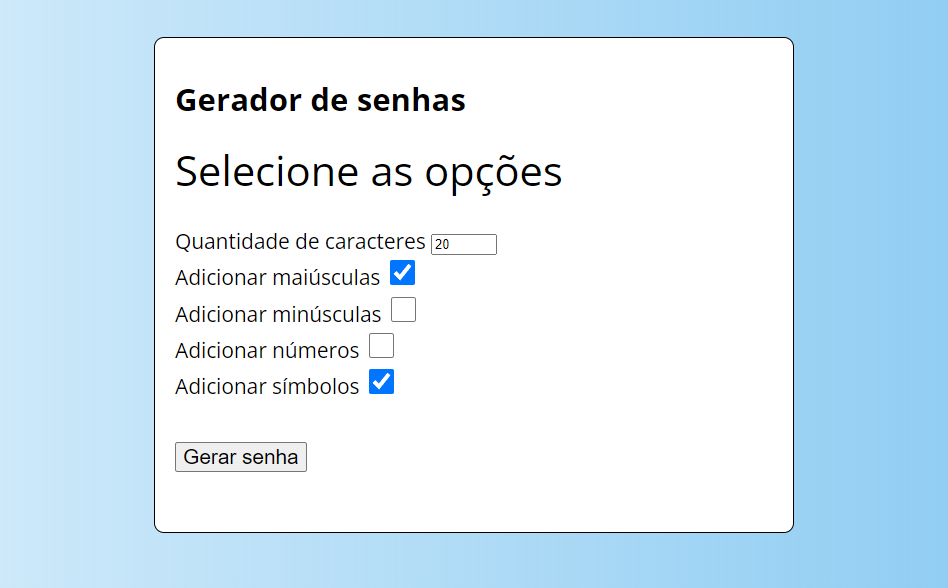 Gerador de senhas
Selecione as opções
Quantidade de caracteres 20
Adicionar maiúsculas
Adicionar minúsculas
Adicionar números
Adicionar símbolos
Gerar senha